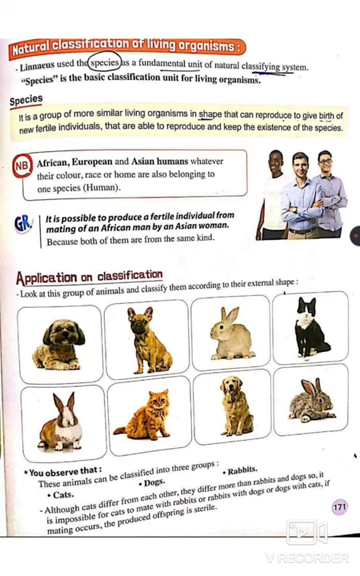 Natural classification of living organisms :
- Linnaeus used the species as a fundamental unit of natural classifying system.
"Species" is the basic classification unit for living organisms.
Species
It is a group of more similar living organisms in shape that can reproduce to give birth of
new fertile individuals, that are able to reproduce and keep the existence of the species.
NB
African, European and Asian humans whatever
their colour, race or home are also belonging to
one species (Human).
GR.
It is possible to produce a fertile individual from
mating of an African man by an Asian woman.
Because both of them are from the same kind.
Application on classification
- Look at this group of animals and classify them according to their external shape :
* You observe that :
These animals can be classified into three groups :
• Cats.
• Dogs.
• Rabbits.
- Although cats differ from each other, they differ more than rabbits and dogs so, it
is impossible for cats to mate with rabbits or rabbits with dogs or dogs with cats, if
mating occurs, the produced offspring is sterile.
171
V RECORDER